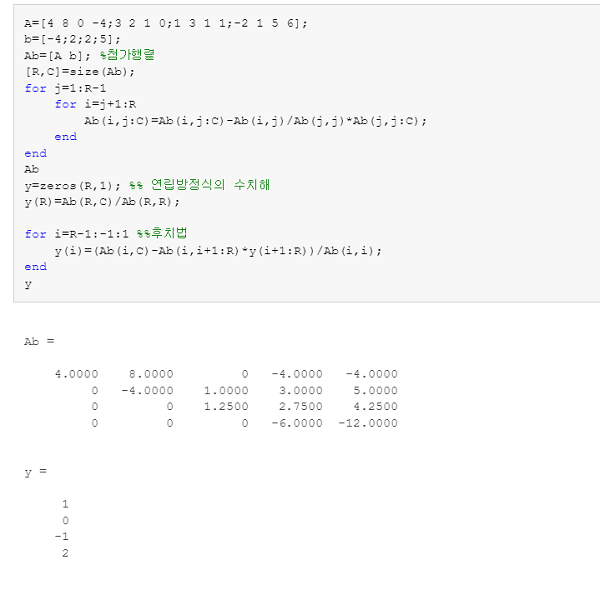 A=[4 8 0 -4;3 2 1 0;1 3 1 1;-2 1 5 6];
b=[-4;2;2;5];
Ab=[A b]; %첨가행렬
[R,C]=size(Ab);
for j=1:R-1
for i=j+1:R
Ab(i,j:C)=Ab(i,j:C)-Ab(i,j)/Ab(j,j)*Ab(j,j:C);
end
end
Ab
y=zeros(R,1); %% 연립방정식의 수치해
y(R)=Ab(R,C)/Ab(R,R);
for i=R-1:-1:1 %%후치법
y(i)=(Ab(i,C)-Ab(i,i+1:R)*y(i+1:R))/Ab(i,i);
end
y
Ab =
4.0000 8.0000 0 -4.0000 -4.0000
0 -4.0000 1.0000 3.0000 5.0000
0 0 1.2500 2.7500 4.2500
0 0 0 -6.0000 -12.0000
y =
1
0
-1
2